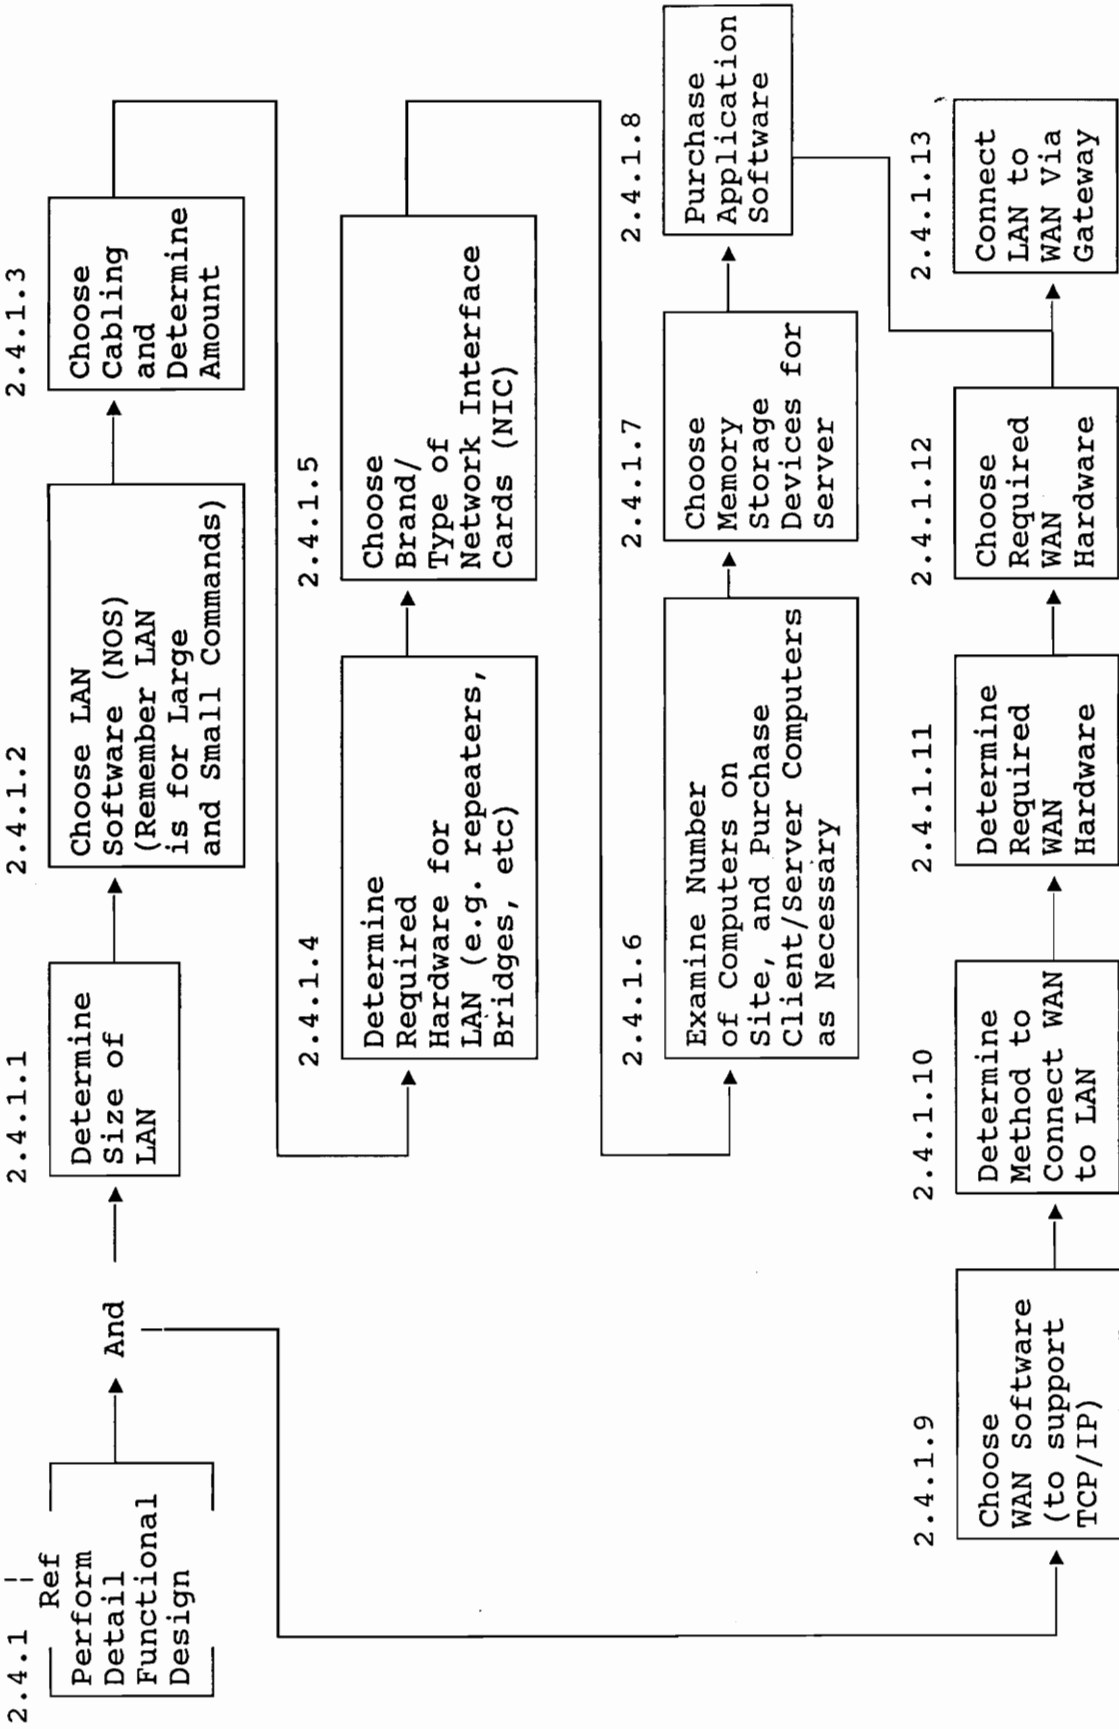 2.4.1
Ref
Perform
Detail
Functional
Design
And
2.4.1.1
Determine
Size of
LAN
2.4.1.2
Choose LAN
Software (NOS)
(Remember LAN
is for Large
and Small Commands)
2.4.1.3
Choose
Cabling
and
Determine
Amount
2.4.1.4
Determine
Required
Hardware for
LAN (e.g. repeaters,
Bridges, etc)
2.4.1.5
Choose
Brand/
Type of
Network Interface
Cards (NIC)
2.4.1.6
Examine Number
of Computers on
Site, and Purchase
Client/Server Computers
as Necessary
2.4.1.7
Choose
Memory
Storage
Devices for
Server
2.4.1.8
Purchase
Application
Software
2.4.1.9
Choose
WAN Software
(to support
TCP/IP)
2.4.1.10
Determine
Method to
Connect WAN
to LAN
2.4.1.11
Determine
Required
WAN
Hardware
2.4.1.12
Choose
Required
WAN
Hardware
2.4.1.13
Connect
LAN to
WAN Via
Gateway